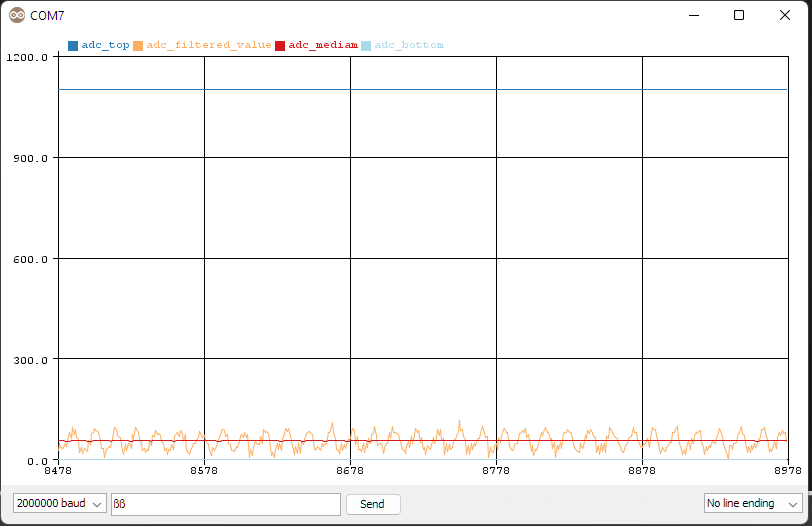 COM7
adc_top adc_filtered_value adc_mediam adc_bottom
1200.0
900.0
600.0
300.0
0.0
8478 8578 8678 8778 8878 8978
2000000 baud ßß Send No line ending